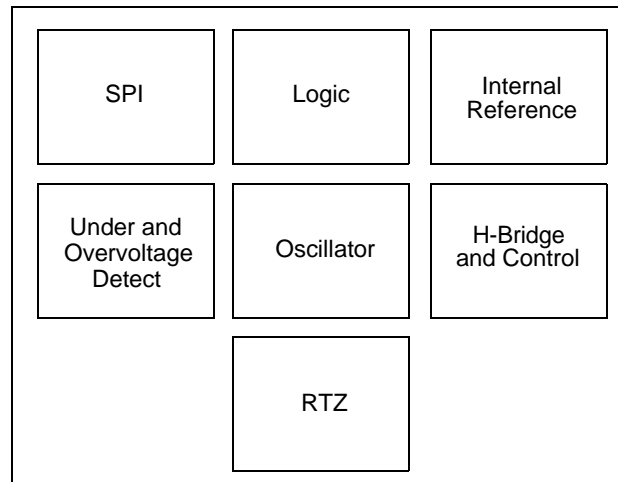 SPI
Logic
Internal
Reference
Under and
Overvoltage
Detect
Oscillator
H-Bridge
and Control
RTZ